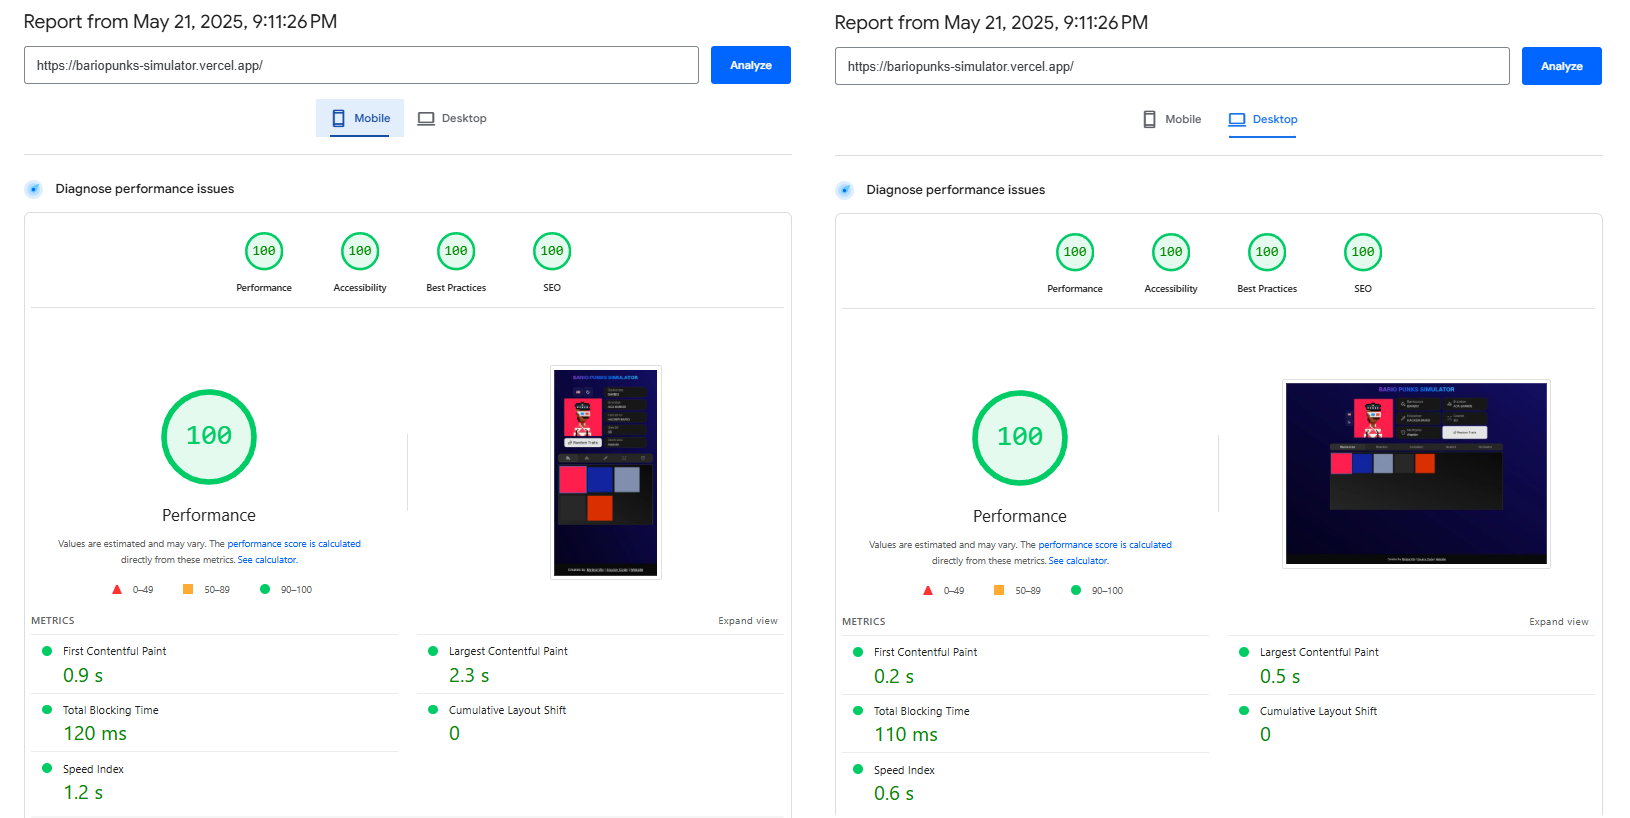 Report from May 21, 2025, 9:11:26 PM
https://bariopunks-simulator.vercel.app/
Analyze
Mobile
Desktop
Diagnose performance issues
100
100
100
100
Performance
Accessibility
Best Practices
SEO
100
BARIO PUNKS SIMULATOR
Random Traits
Performance
Values are estimated and may vary. The performance score is calculated
directly from these metrics. See calculator.
0–49
50–89
90–100
METRICS
Expand view
First Contentful Paint
0.9 s
Largest Contentful Paint
2.3 s
Total Blocking Time
120 ms
Cumulative Layout Shift
0
Speed Index
1.2 s
Report from May 21, 2025, 9:11:26 PM
https://bariopunks-simulator.vercel.app/
Analyze
Mobile
Desktop
Diagnose performance issues
100
100
100
100
Performance
Accessibility
Best Practices
SEO
100
BARIO PUNKS SIMULATOR
Performance
Values are estimated and may vary. The performance score is calculated
directly from these metrics. See calculator.
0–49
50–89
90–100
METRICS
Expand view
First Contentful Paint
0.2 s
Largest Contentful Paint
0.5 s
Total Blocking Time
110 ms
Cumulative Layout Shift
0
Speed Index
0.6 s